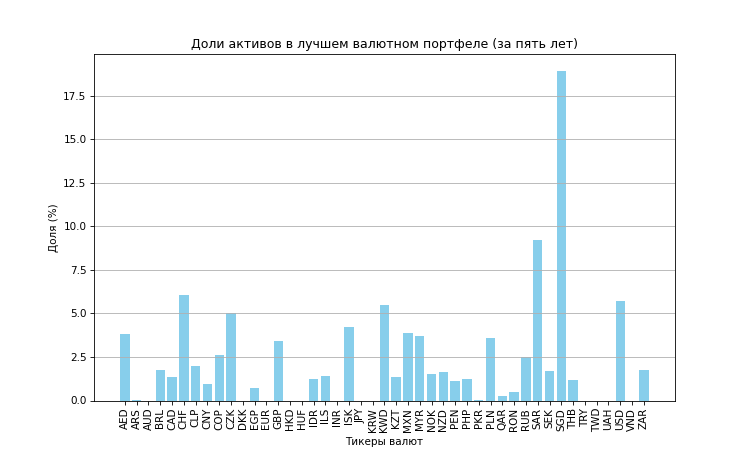 Доли активов в лучшем валютном портфеле (за пять лет)
Доля (%)
17.5
15.0
12.5
10.0
7.5
5.0
2.5
0.0
AED ARS AUD BRL CAD CHF CLP CNY COP CZK DKK EGP EUR GBP HKD HUF IDR ILS INR ISK JPY KRW KWD KZT MXN MYR NOK NZD PEN PHP PKR PLN QAR RON RUB SAR SEK SGD THB TRY TWD UAH USD VND ZAR
Тикеры валют